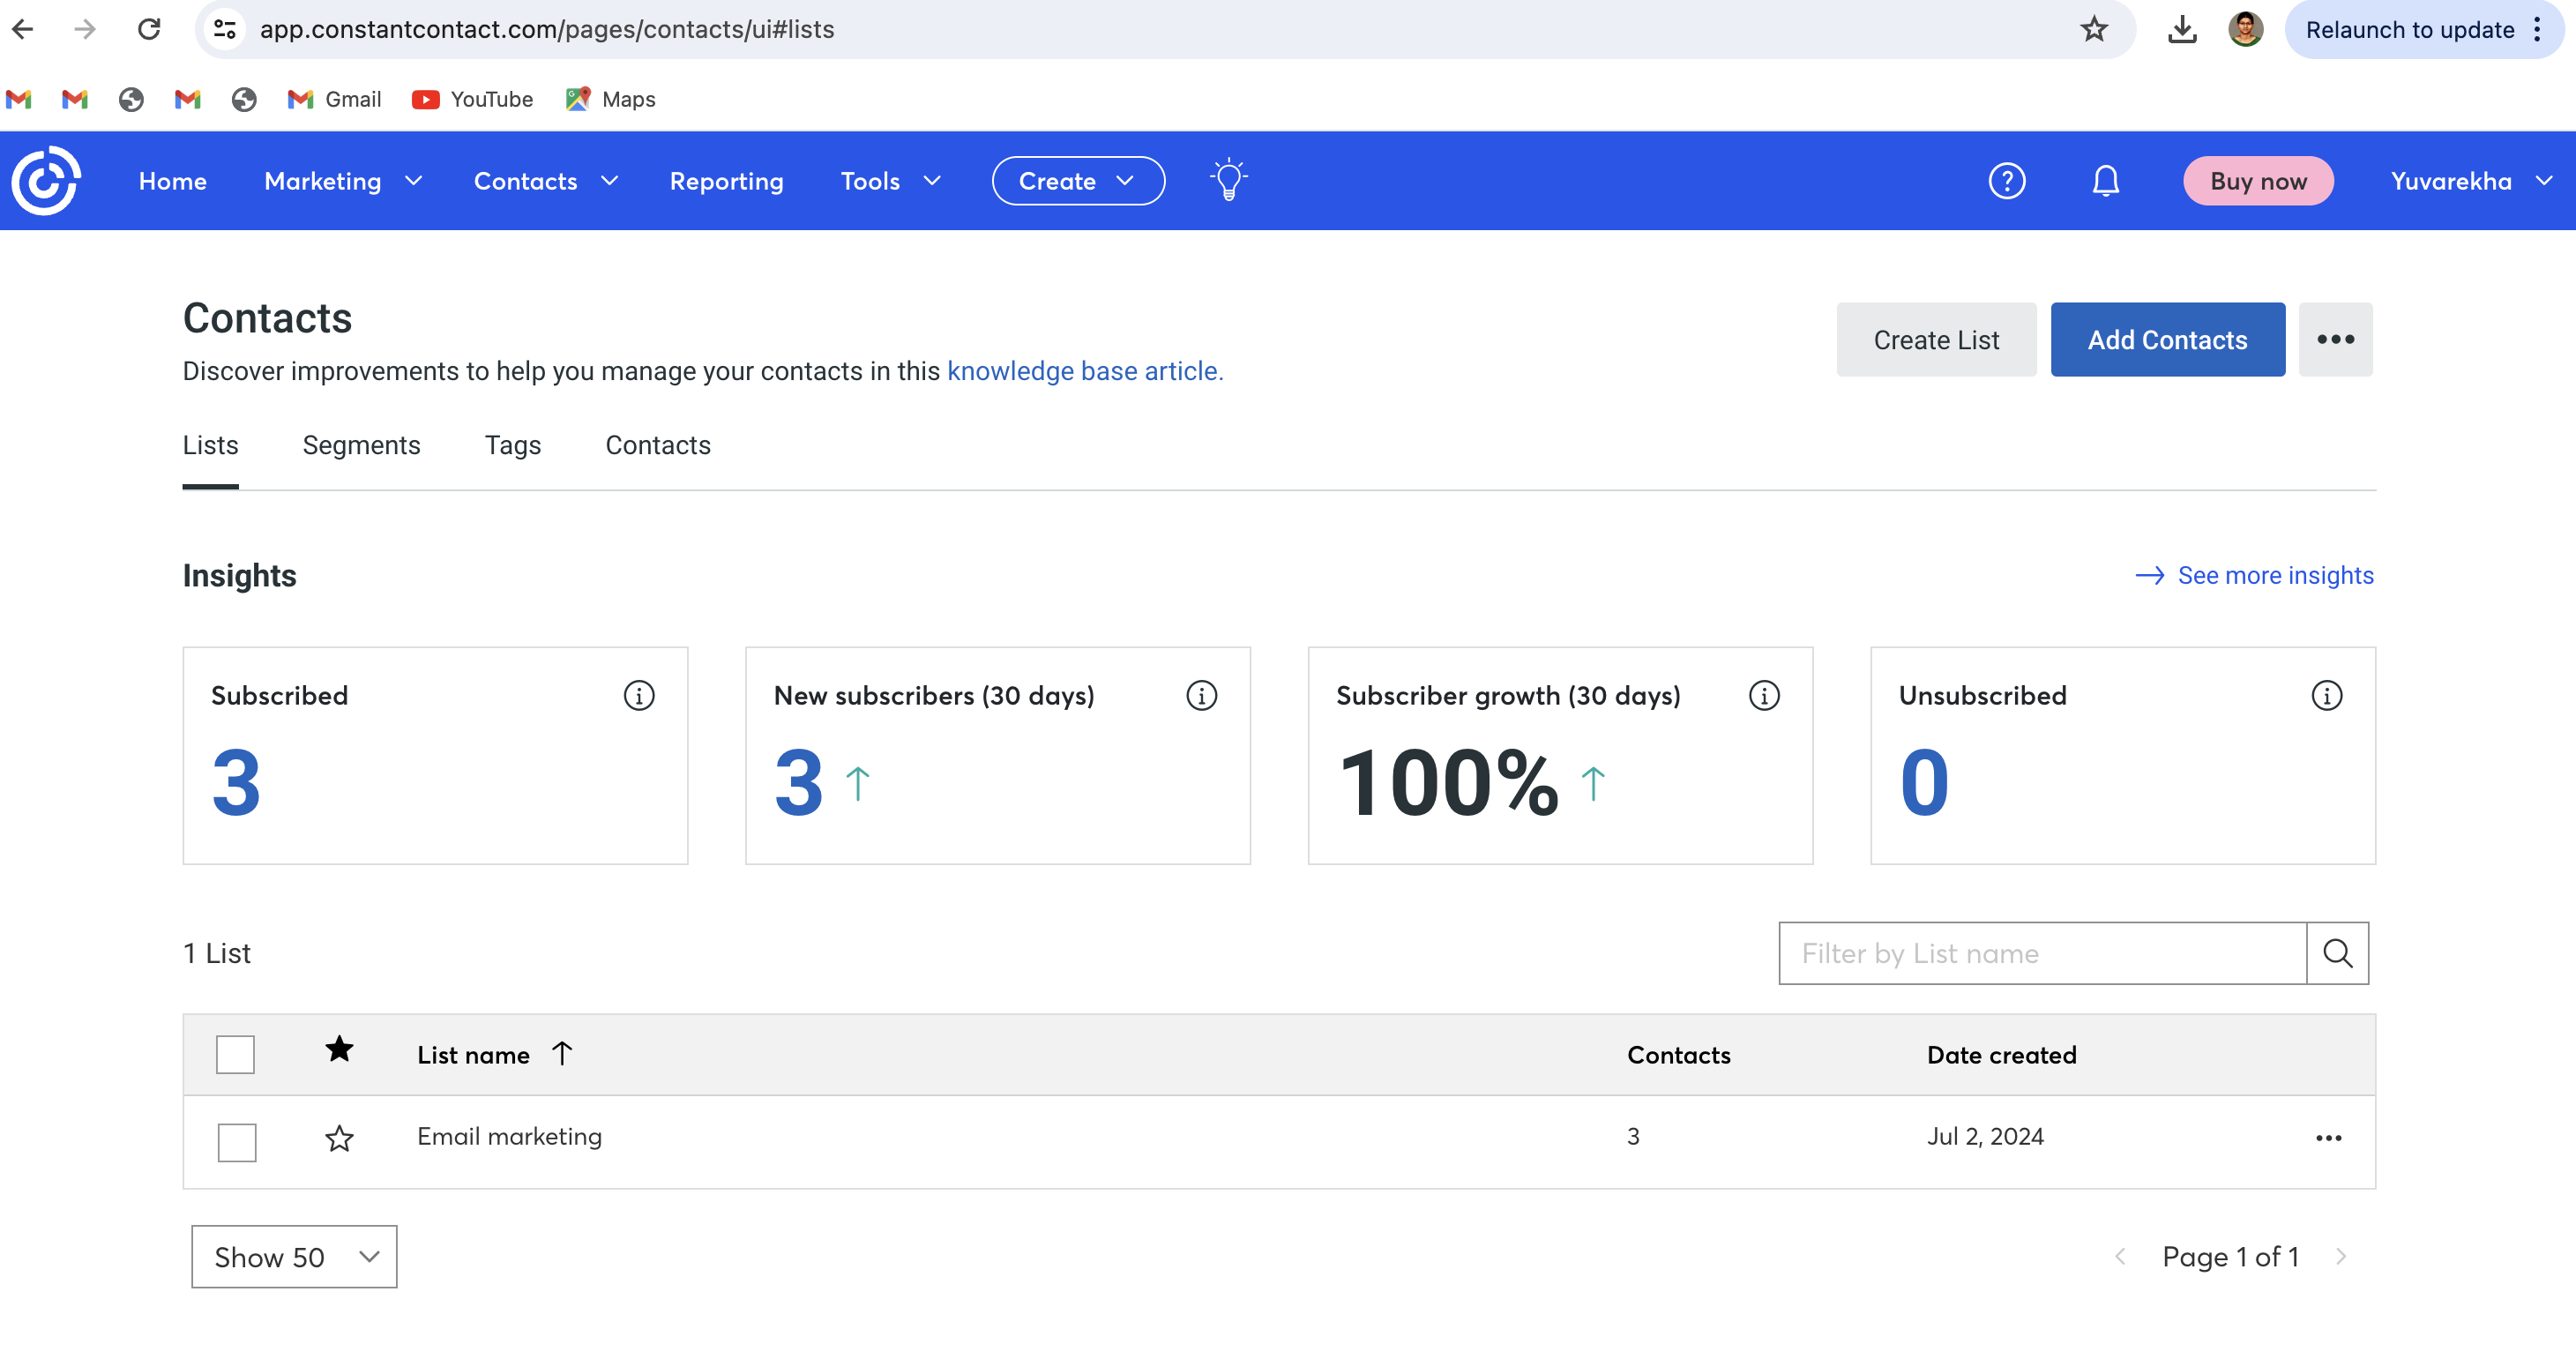 app.constantcontact.com/pages/contacts/ui#lists
Relaunch to update
Gmail YouTube Maps
Home Marketing Contacts Reporting Tools Create Buy now Yuvarekha
Contacts
Create List Add Contacts
Discover improvements to help you manage your contacts in this knowledge base article.
Lists Segments Tags Contacts
Insights
See more insights
Subscribed New subscribers (30 days) Subscriber growth (30 days) Unsubscribed
3 3 100% 0
1 List
Filter by List name
List name Contacts Date created
Email marketing 3 Jul 2, 2024
Show 50
Page 1 of 1